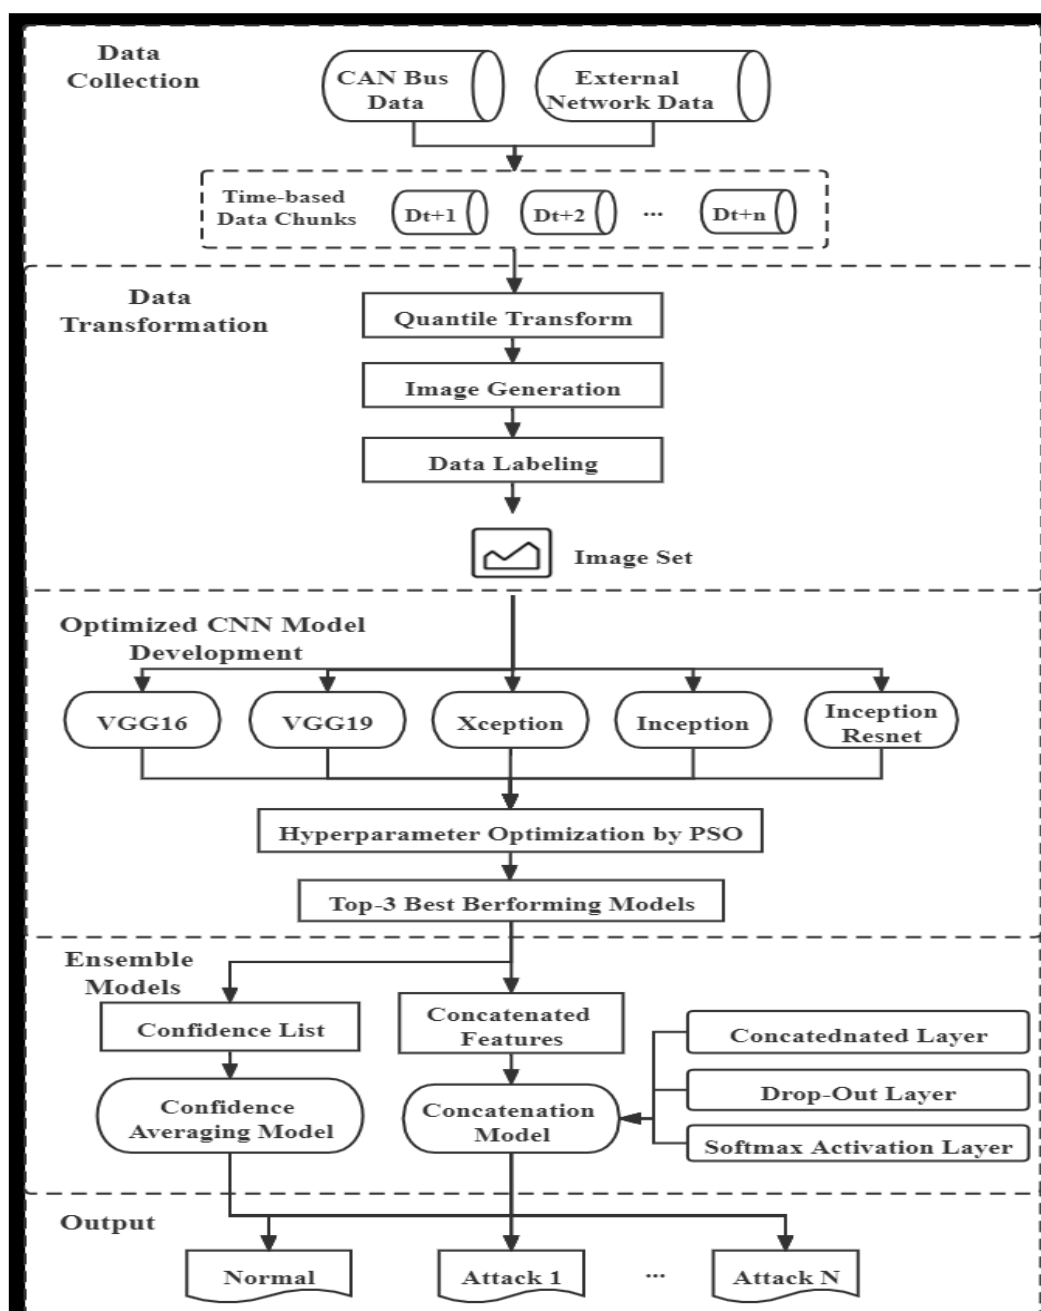 Data
Collection
CAN Bus
Data
External
Network Data
Time-based
Data Chunks
Dt+1
Dt+2
...
Dt+n
Data
Transformation
Quantile Transform
Image Generation
Data Labeling
Image Set
Optimized CNN Model
Development
VGG16
VGG19
Xception
Inception
Inception
Resnet
Hyperparameter Optimization by PSO
Top-3 Best Berforming Models
Ensemble
Models
Confidence List
Concatenated
Features
Concatednated Layer
Confidence
Averaging Model
Concatenation
Model
Drop-Out Layer
Softmax Activation Layer
Output
Normal
Attack 1
...
Attack N